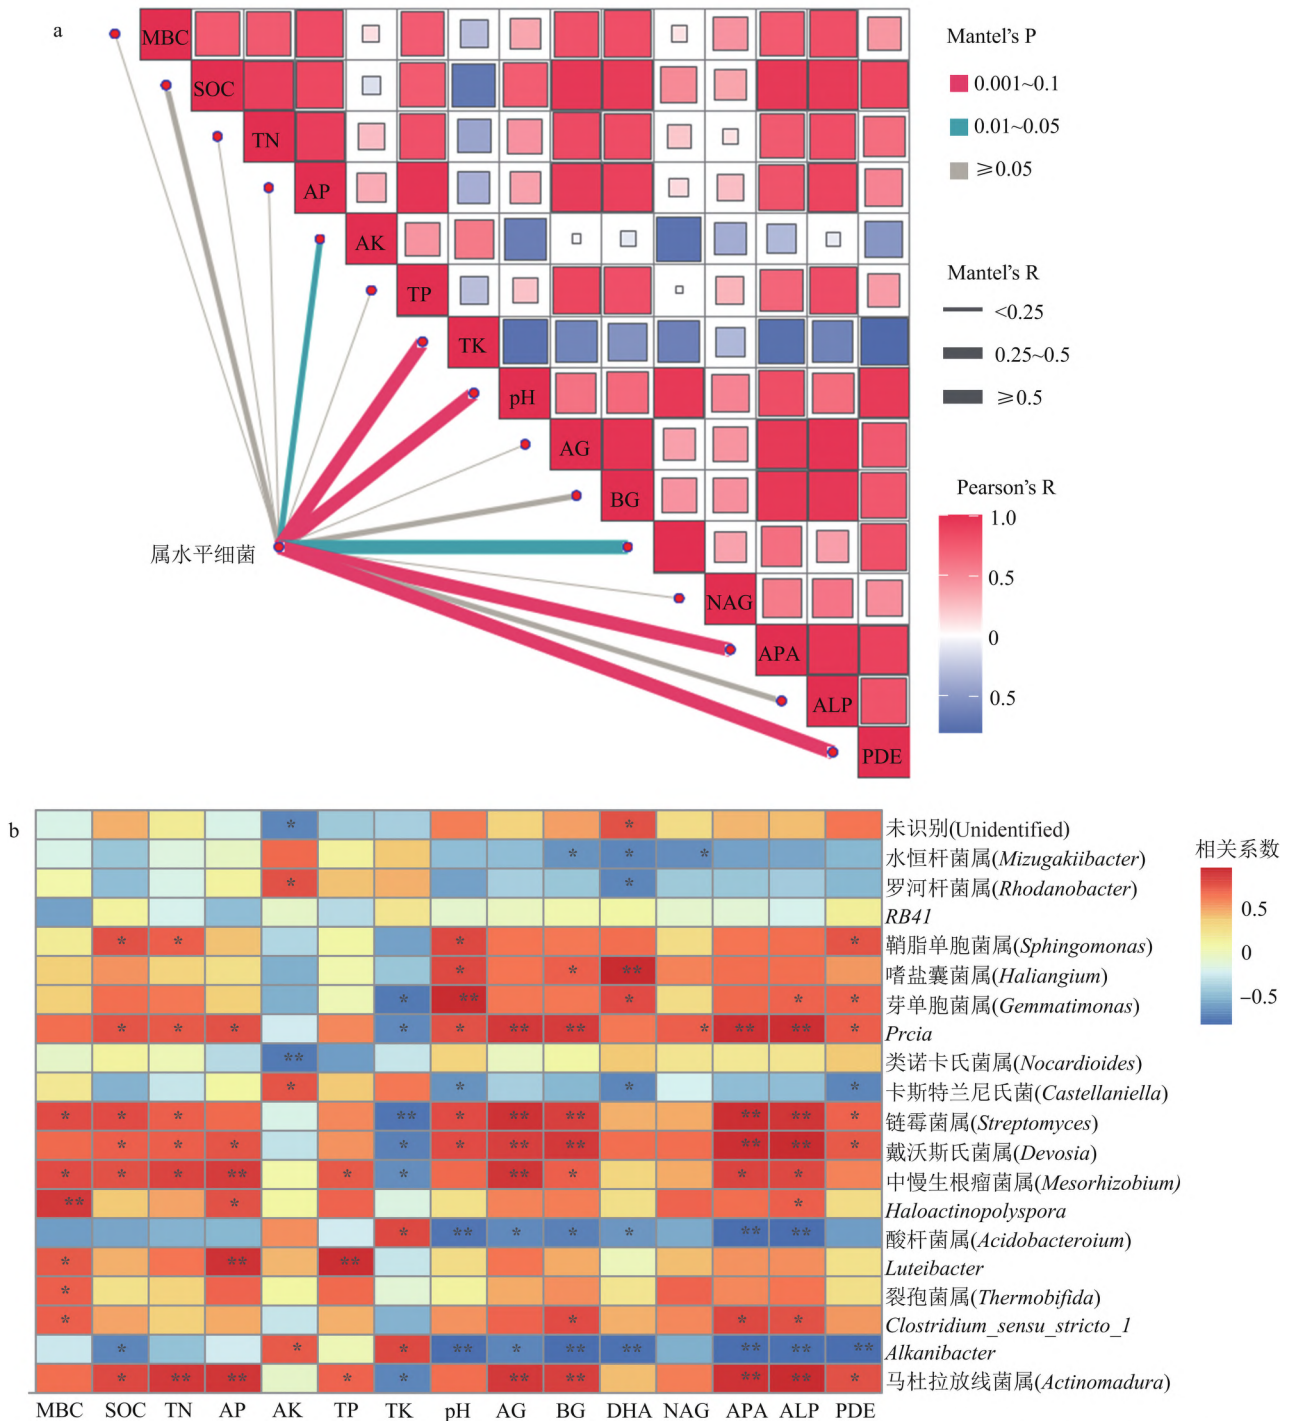 a
MBC
SOC
TN
AP
AK
TP
TK
pH
AG
BG
NAG
APA
ALP
PDE
属水平细菌
Mantel's P
0.001~0.1
0.01~0.05
≥0.05
Mantel's R
<0.25
0.25~0.5
≥0.5
Pearson's R
1.0
0.5
0
0.5
b
* * 未识别(Unidentified)
* * * 水恒杆菌属(Mizugakiibacter)
* * 罗河杆菌属(Rhodanobacter)
RB41
* * * * 鞘脂单胞菌属(Sphingomonas)
* * ** 嗜盐囊菌属(Haliangium)
* ** * * * 芽单胞菌属(Gemmatimonas)
* * * * * ** ** * ** ** * Prcia
** 类诺卡氏菌属(Nocardioides)
* * * * 卡斯特兰尼氏菌(Castellaniella)
* * * ** * ** ** ** ** * 链霉菌属(Streptomyces)
* * * * * ** ** ** ** * 戴沃斯氏菌属(Devosia)
* * * ** * * ** * * * 中慢生根瘤菌属(Mesorhizobium)
** * * Haloactinopolyspora
* ** * * * ** ** 酸杆菌属(Acidobacteroium)
* ** ** Luteibacter
* 裂孢菌属(Thermobifida)
* * * * Clostridium_sensu_stricto_1
* * * ** * ** ** ** ** ** Alkanibacter
* ** ** * * ** ** ** ** * 马杜拉放线菌属(Actinomadura)
MBC SOC TN AP AK TP TK pH AG BG DHA NAG APA ALP PDE
相关系数
0.5
0
−0.5